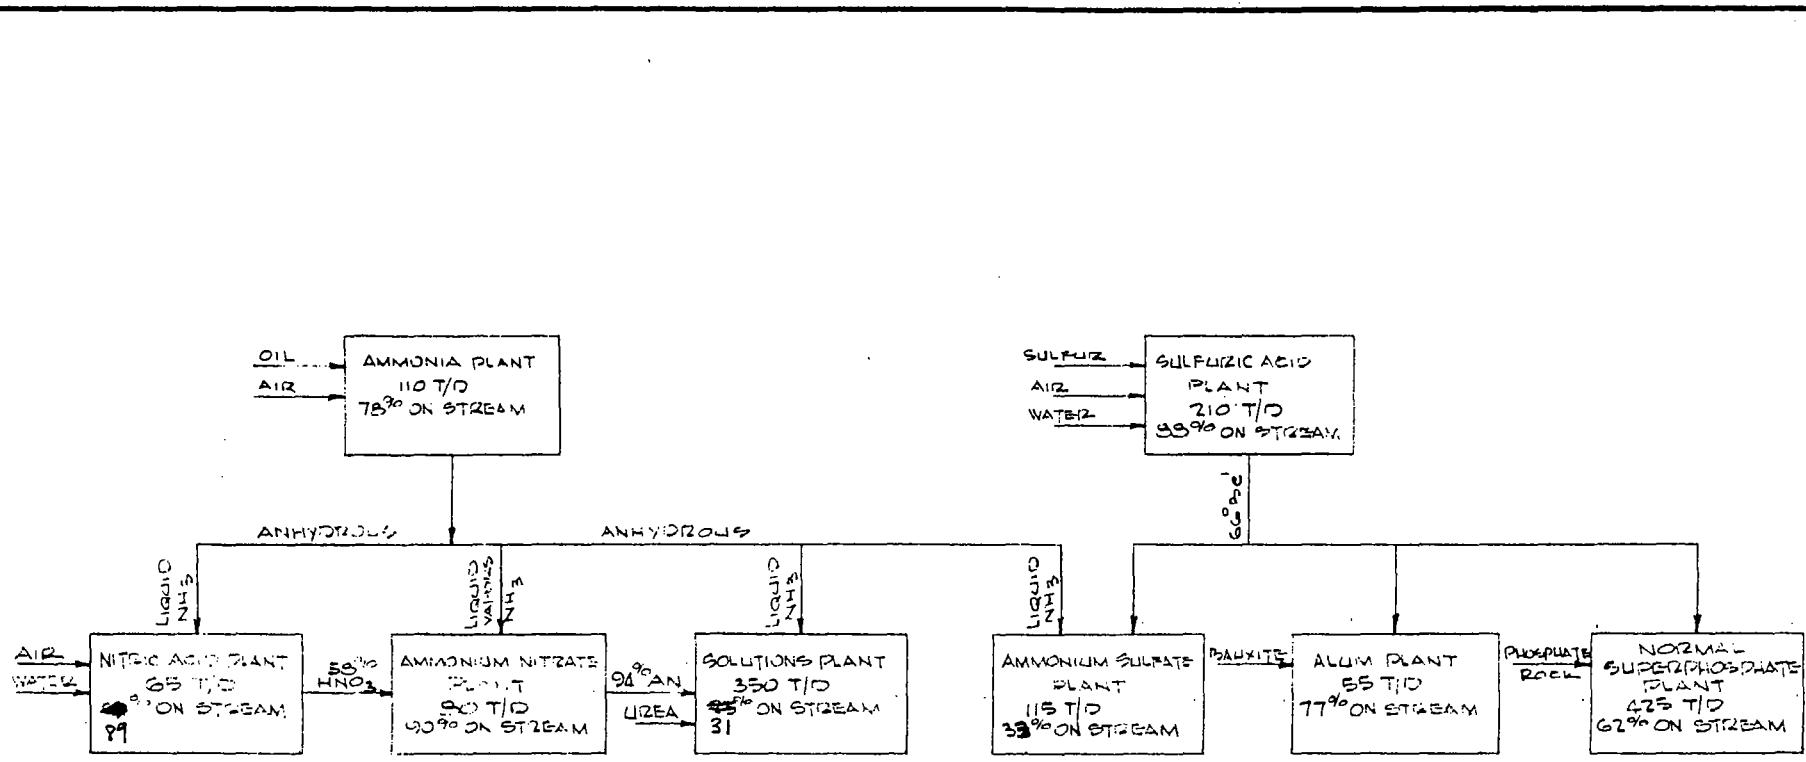 OIL
AIR
AMMONIA PLANT
110 T/D
78% ON STREAM
SULFUR
AIR
WATER
SULFURIC ACID
PLANT
210 T/D
% ON STREAM
66° Be'
ANHYDROUS
ANHYDROUS
LIQUID
NH3
LIQUID
NH3
LIQUID
NH3
LIQUID
NH3
AIR
WATER
NITRIC ACID PLANT
65 T/D
% ON STREAM
89
HNO3
AMMONIUM NITRATE
PLANT
90 T/D
90% ON STREAM
94% AN
UREA
SOLUTIONS PLANT
350 T/D
% ON STREAM
31
AMMONIUM SULFATE
PLANT
115 T/D
% ON STREAM
BAUXITE
ALUM PLANT
55 T/D
77% ON STREAM
PHOSPHATE
ROCK
NORMAL
SUPERPHOSPHATE
PLANT
425 T/D
62% ON STREAM